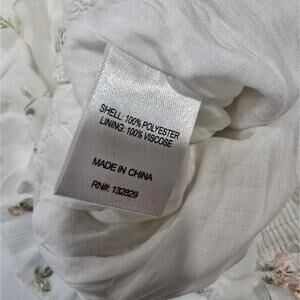 SHELL: 100% POLYESTER
LINING: 100% VISCOSE
MADE IN CHINA
RN#: 132829